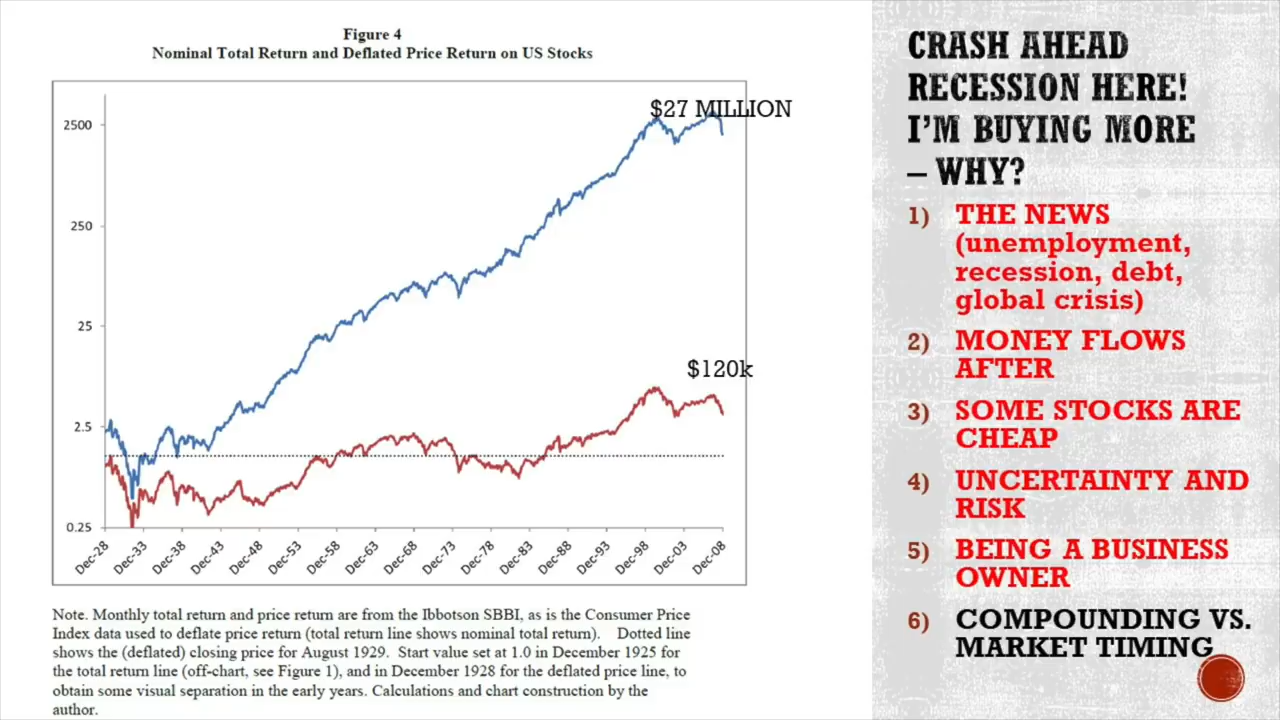 Figure 4
Nominal Total Return and Deflated Price Return on US Stocks
$27 MILLION
2500
250
25
$120k
2.5
0.25
Dec-28
Dec-33
Dec-38
Dec-43
Dec-48
Dec-53
Dec-58
Dec-63
Dec-68
Dec-73
Dec-78
Dec-83
Dec-88
Dec-93
Dec-98
Dec-03
Dec-08
Note. Monthly total return and price return are from the Ibbotson SBBI, as is the Consumer Price
Index data used to deflate price return (total return line shows nominal total return). Dotted line
shows the (deflated) closing price for August 1929. Start value set at 1.0 in December 1925 for
the total return line (off-chart, see Figure 1), and in December 1928 for the deflated price line, to
obtain some visual separation in the early years. Calculations and chart construction by the
author.
CRASH AHEAD
RECESSION HERE!
I'M BUYING MORE
– WHY?
1) THE NEWS
(unemployment,
recession, debt,
global crisis)
2) MONEY FLOWS
AFTER
3) SOME STOCKS ARE
CHEAP
4) UNCERTAINTY AND
RISK
5) BEING A BUSINESS
OWNER
6) COMPOUNDING VS.
MARKET TIMING